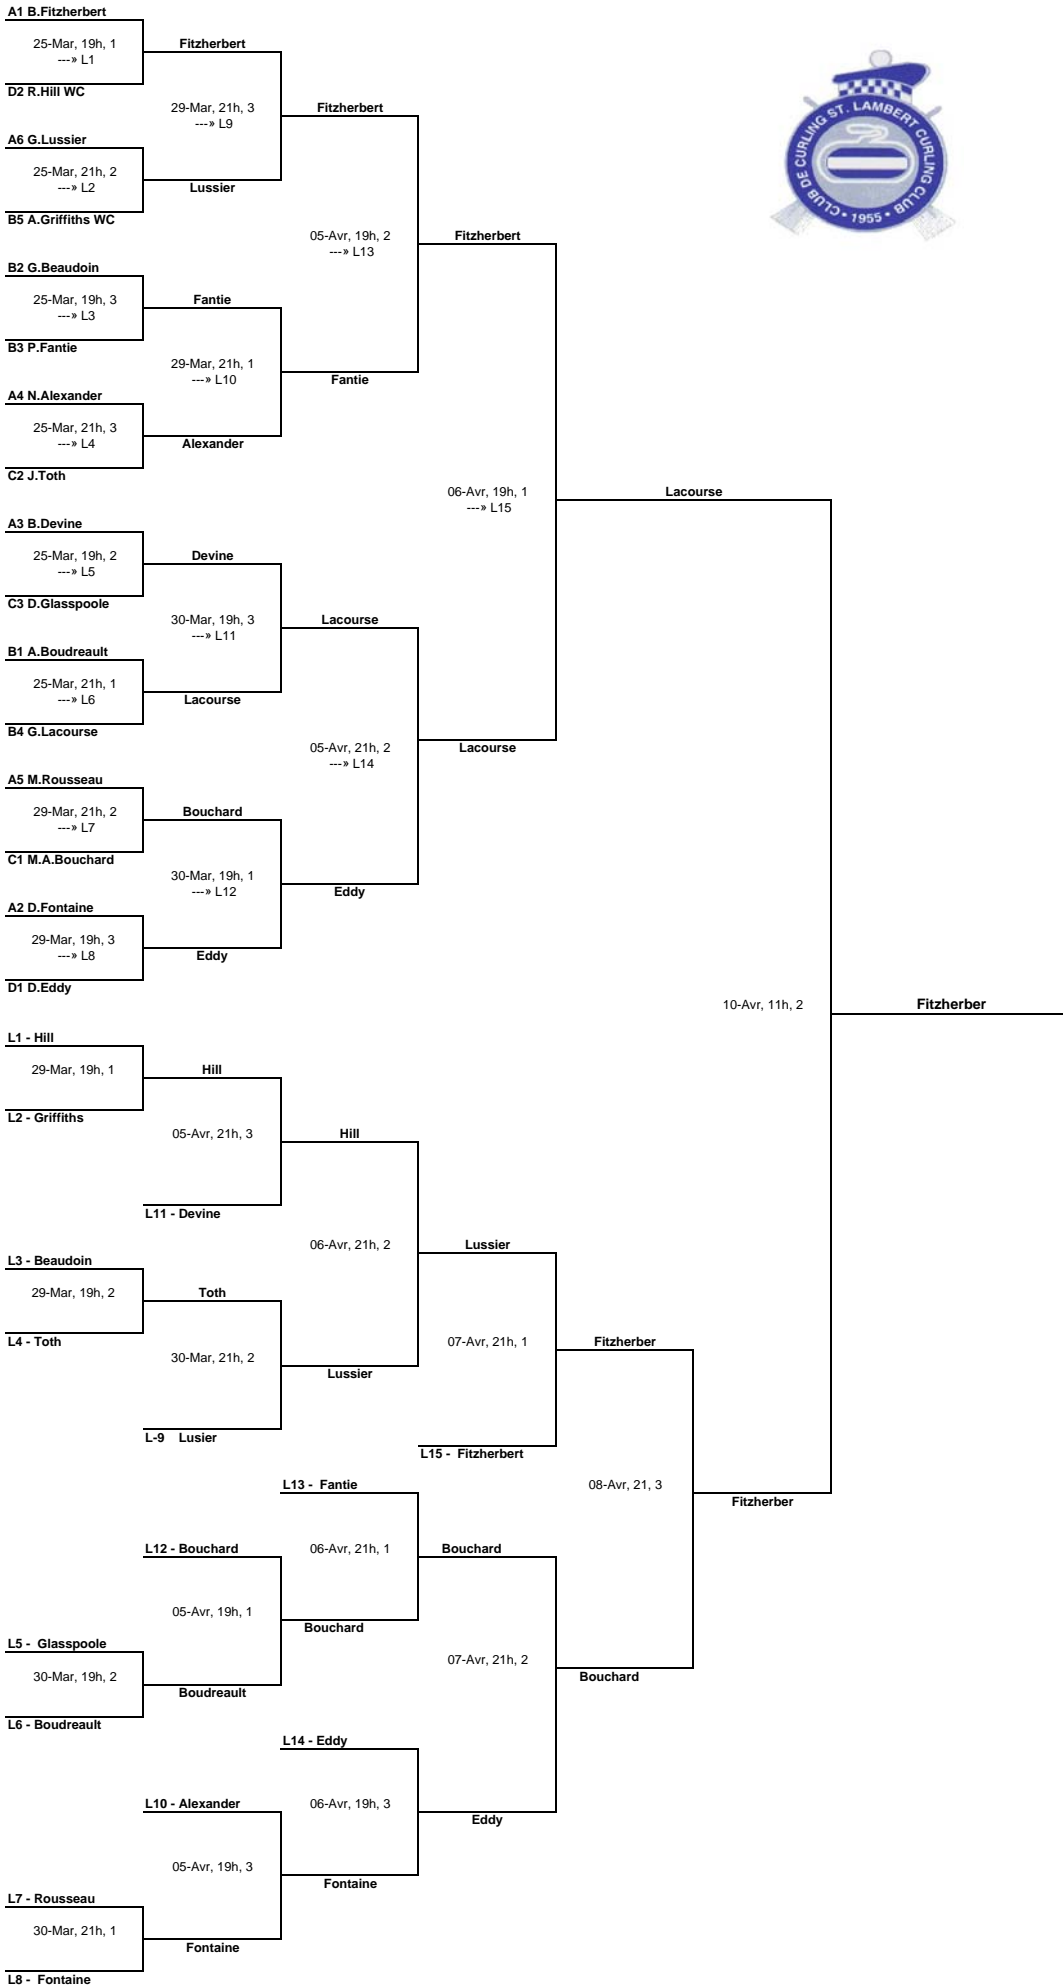 A1 B.Fitzherbert
25-Mar, 19h, 1
---» L1
Fitzherbert
D2 R.Hill WC
29-Mar, 21h, 3
---» L9
Fitzherbert
A6 G.Lussier
25-Mar, 21h, 2
---» L2
Lussier
B5 A.Griffiths WC
05-Avr, 19h, 2
---» L13
Fitzherbert
CLUB DE CURLING ST. LAMBERT CURLING CLUB
• 1955 •
B2 G.Beaudoin
25-Mar, 19h, 3
---» L3
Fantie
B3 P.Fantie
29-Mar, 21h, 1
---» L10
Fantie
A4 N.Alexander
25-Mar, 21h, 3
---» L4
Alexander
C2 J.Toth
06-Avr, 19h, 1
---» L15
Lacourse
A3 B.Devine
25-Mar, 19h, 2
---» L5
Devine
C3 D.Glasspoole
30-Mar, 19h, 3
---» L11
Lacourse
B1 A.Boudreault
25-Mar, 21h, 1
---» L6
Lacourse
B4 G.Lacourse
05-Avr, 21h, 2
---» L14
Lacourse
A5 M.Rousseau
29-Mar, 21h, 2
---» L7
Bouchard
C1 M.A.Bouchard
30-Mar, 19h, 1
---» L12
Eddy
A2 D.Fontaine
29-Mar, 19h, 3
---» L8
Eddy
D1 D.Eddy
10-Avr, 11h, 2
Fitzherber
L1 - Hill
29-Mar, 19h, 1
Hill
L2 - Griffiths
05-Avr, 21h, 3
Hill
L11 - Devine
06-Avr, 21h, 2
Lussier
L3 - Beaudoin
29-Mar, 19h, 2
Toth
L4 - Toth
30-Mar, 21h, 2
Lussier
07-Avr, 21h, 1
Fitzherber
L-9 Lusier
L15 - Fitzherbert
L13 - Fantie
08-Avr, 21, 3
Fitzherber
L12 - Bouchard
06-Avr, 21h, 1
Bouchard
05-Avr, 19h, 1
Bouchard
L5 - Glasspoole
30-Mar, 19h, 2
Boudreault
L6 - Boudreault
07-Avr, 21h, 2
Bouchard
L14 - Eddy
L10 - Alexander
06-Avr, 19h, 3
Eddy
05-Avr, 19h, 3
Fontaine
L7 - Rousseau
30-Mar, 21h, 1
Fontaine
L8 - Fontaine